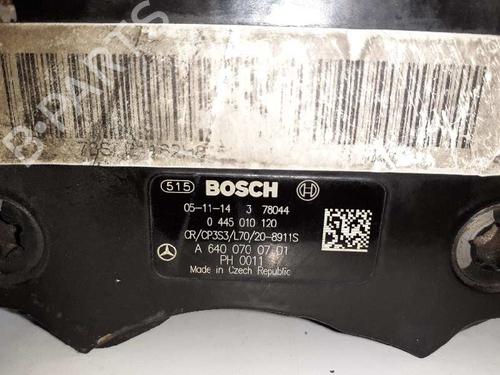 B-PARTS
515 BOSCH
05-11-14 3 78044
0 445 010 120
CR/CP3S3/L70/20-8911S
A 640 070 07 01
PH 0011
Made in Czech Republic